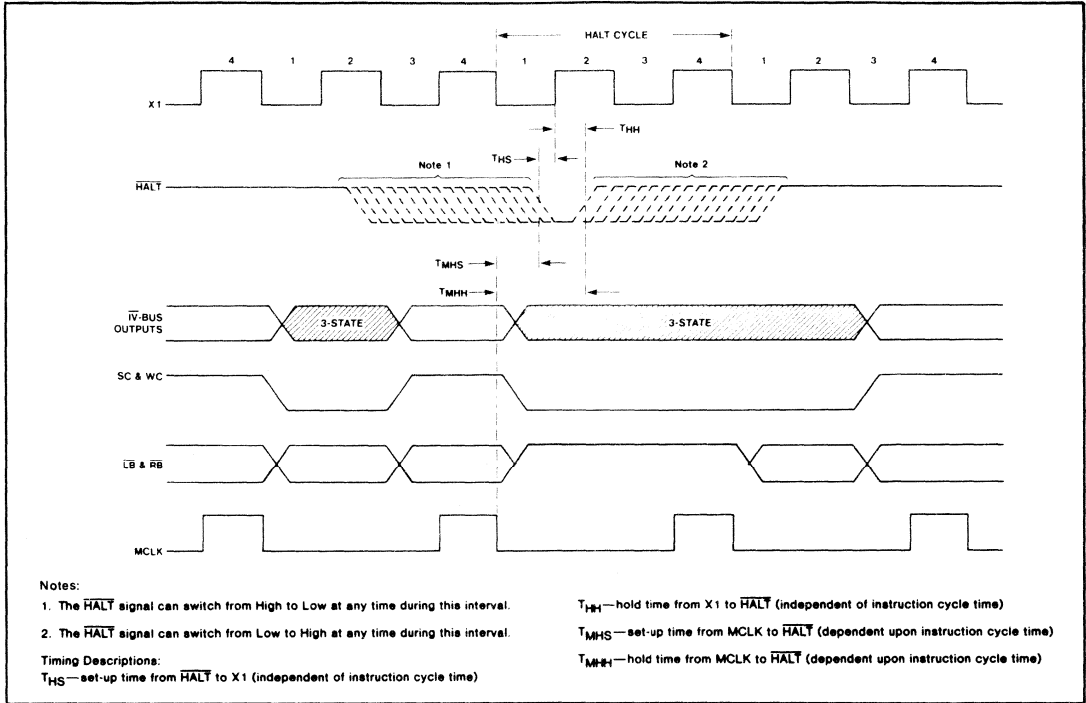 HALT CYCLE
4 1 2 3 4 1 2 3 4 1 2 3 4
X1
THH
THS
Note 1
Note 2
HALT
TMHS
TMHH
IV-BUS
OUTPUTS
3-STATE
3-STATE
SC & WC
LB & RB
MCLK
Notes:
1. The HALT signal can switch from High to Low at any time during this interval.
2. The HALT signal can switch from Low to High at any time during this interval.
Timing Descriptions:
THS—set-up time from HALT to X1 (independent of instruction cycle time)
THH—hold time from X1 to HALT (independent of instruction cycle time)
TMHS—set-up time from MCLK to HALT (dependent upon instruction cycle time)
TMHH—hold time from MCLK to HALT (dependent upon instruction cycle time)